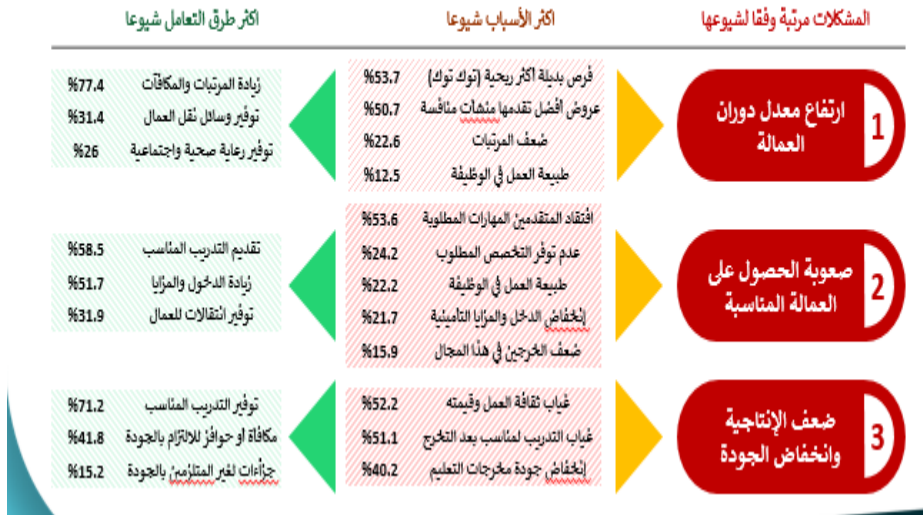 المشكلات مرتبة وفقا لشيوعها
اكثر الأسباب شيوعا
اكثر طرق التعامل شيوعا
1
ارتفاع معدل دوران
العمالة
فرص بديلة أكثر ريحية (توك توك) %53.7
عروض أفضل تقدمها منشآت منافسة %50.7
ضعف المرتبات %22.6
طبيعة العمل في الوظيفة %12.5
زيادة المرتبات والمكافآت %77.4
توفير وسائل نقل العمال %31.4
توفير رعاية صحية واجتماعية %26
2
صعوبة الحصول على
العمالة المناسبة
افتقاد المتقدمين المهارات المطلوبة %53.6
عدم توفر التخصص المطلوب %24.2
طبيعة العمل في الوظيفة %22.2
إنخفاض الدخل والمزايا التأمينية %21.7
ضعف الخرجين في هذا المجال %15.9
تقديم التدريب المناسب %58.5
زيادة الدخول والمزايا %51.7
توفير انتقالات للعمال %31.9
3
ضعف الإنتاجية
وانخفاض الجودة
غياب ثقافة العمل وقيمته %52.2
غياب التدريب لمناسب بعد التخرج %51.1
إنخفاض جودة مخرجات التعليم %40.2
توفير التدريب المناسب %71.2
مكافاة او حوافز للالتزام بالجودة %41.8
جزاءات لغير المتلزمين بالجودة %15.2